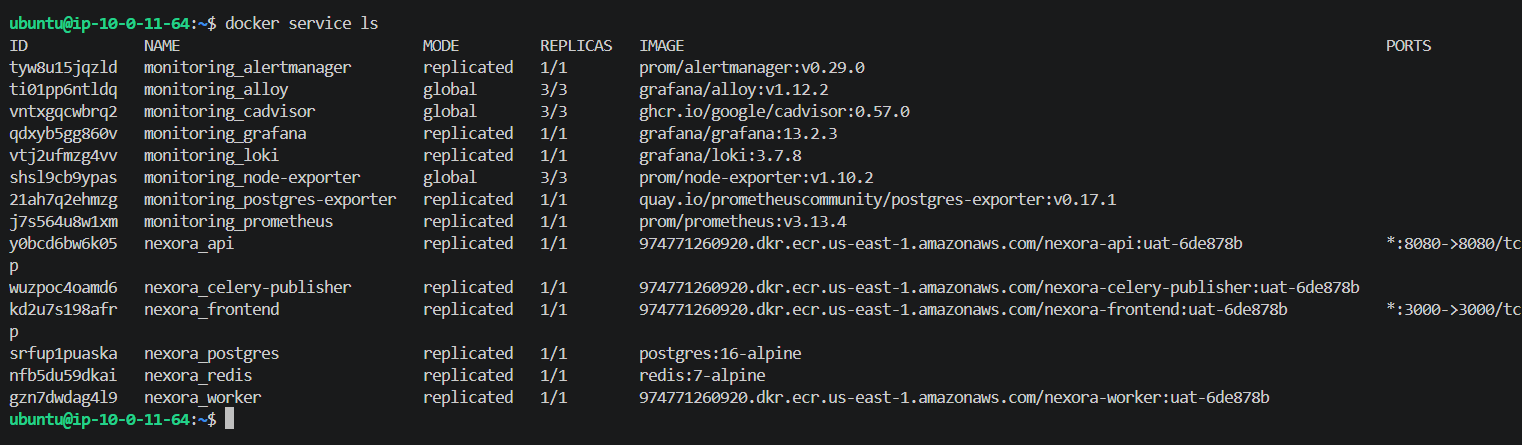 ubuntu@ip-10-0-11-64:~$ docker service ls
ID NAME MODE REPLICAS IMAGE PORTS
tyw8u15jqzld monitoring_alertmanager replicated 1/1 prom/alertmanager:v0.29.0
ti01pp6ntldq monitoring_alloy global 3/3 grafana/alloy:v1.12.2
vntxgqcwbrq2 monitoring_cadvisor global 3/3 ghcr.io/google/cadvisor:0.57.0
qdxyb5gg860v monitoring_grafana replicated 1/1 grafana/grafana:13.2.3
vtj2ufmzg4vv monitoring_loki replicated 1/1 grafana/loki:3.7.8
shsl9cb9ypas monitoring_node-exporter global 3/3 prom/node-exporter:v1.10.2
21ah7q2ehmzg monitoring_postgres-exporter replicated 1/1 quay.io/prometheuscommunity/postgres-exporter:v0.17.1
j7s564u8w1xm monitoring_prometheus replicated 1/1 prom/prometheus:v3.13.4
y0bcd6bw6k05 nexora_api replicated 1/1 974771260920.dkr.ecr.us-east-1.amazonaws.com/nexora-api:uat-6de878b *:8080->8080/tc
p
wuzpoc4oamd6 nexora_celery-publisher replicated 1/1 974771260920.dkr.ecr.us-east-1.amazonaws.com/nexora-celery-publisher:uat-6de878b
kd2u7s198afr nexora_frontend replicated 1/1 974771260920.dkr.ecr.us-east-1.amazonaws.com/nexora-frontend:uat-6de878b *:3000->3000/tc
p
srfup1puaska nexora_postgres replicated 1/1 postgres:16-alpine
nfb5du59dkai nexora_redis replicated 1/1 redis:7-alpine
gzn7dwdag4l9 nexora_worker replicated 1/1 974771260920.dkr.ecr.us-east-1.amazonaws.com/nexora-worker:uat-6de878b
ubuntu@ip-10-0-11-64:~$